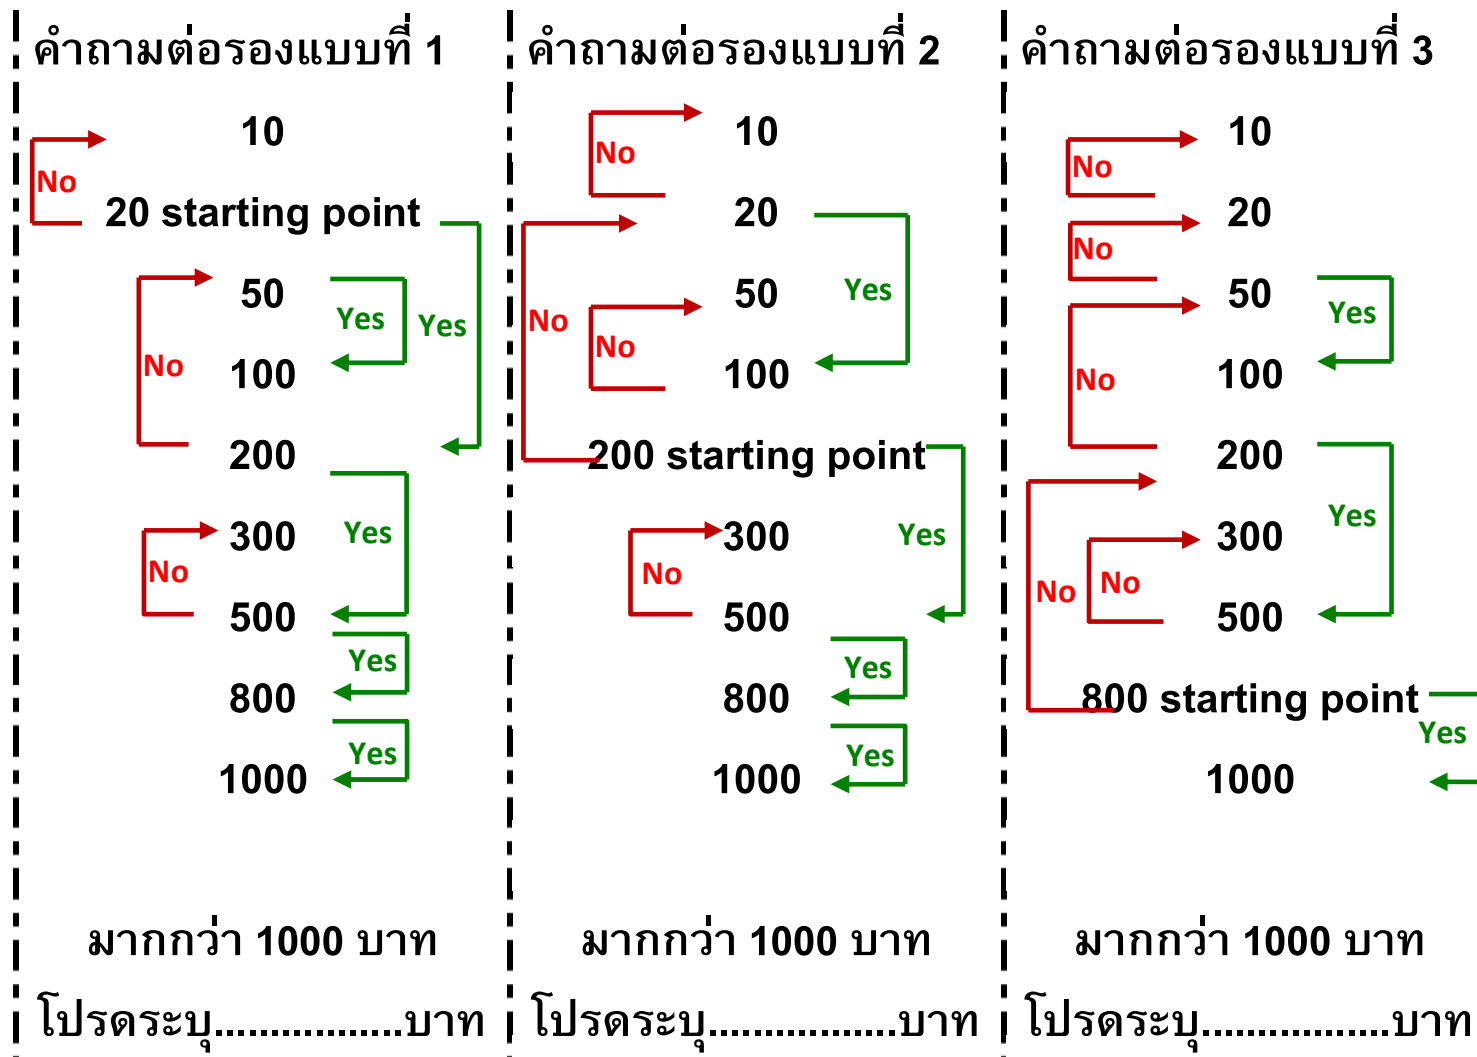 คำถามต่อรองแบบที่ 1
10
No
20 starting point
50
Yes
Yes
No
100
200
Yes
300
No
500
Yes
800
Yes
1000
มากกว่า 1000 บาท
โปรดระบุ................บาท
คำถามต่อรองแบบที่ 2
10
No
20
Yes
50
No
No
100
200 starting point
300
Yes
No
500
Yes
800
Yes
1000
มากกว่า 1000 บาท
โปรดระบุ................บาท
คำถามต่อรองแบบที่ 3
10
No
20
No
50
Yes
No
100
200
Yes
300
No
No
500
800 starting point
Yes
1000
มากกว่า 1000 บาท
โปรดระบุ................บาท